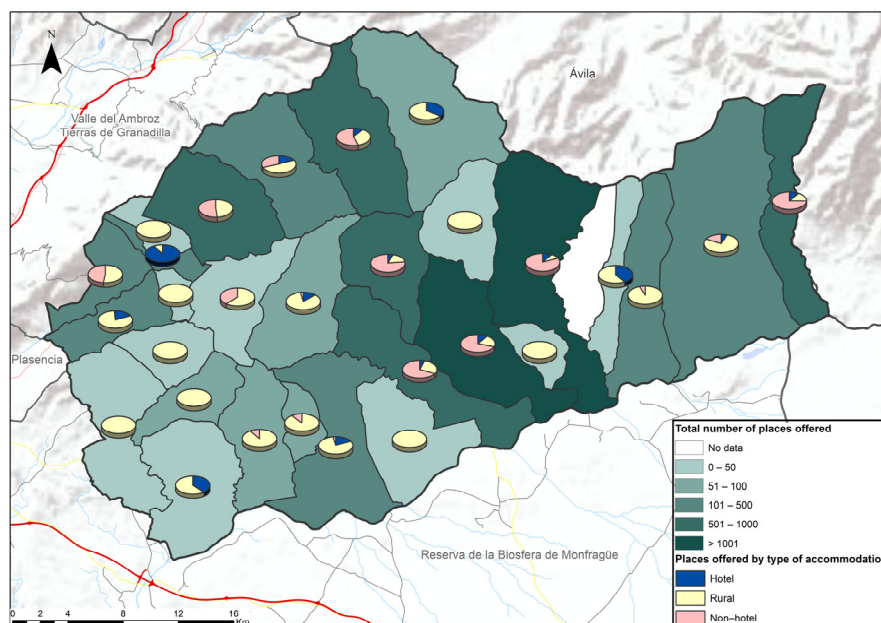 N
Ávila
Valle del Ambroz
Tierras de Granadilla
Plasencia
Reserva de la Biosfera de Monfragüe
Total number of places offered
No data
0 – 50
51 – 100
101 – 500
501 – 1000
> 1001
Places offered by type of accommodation
Hotel
Rural
Non–hotel
0 2 4 8 12 16
Km